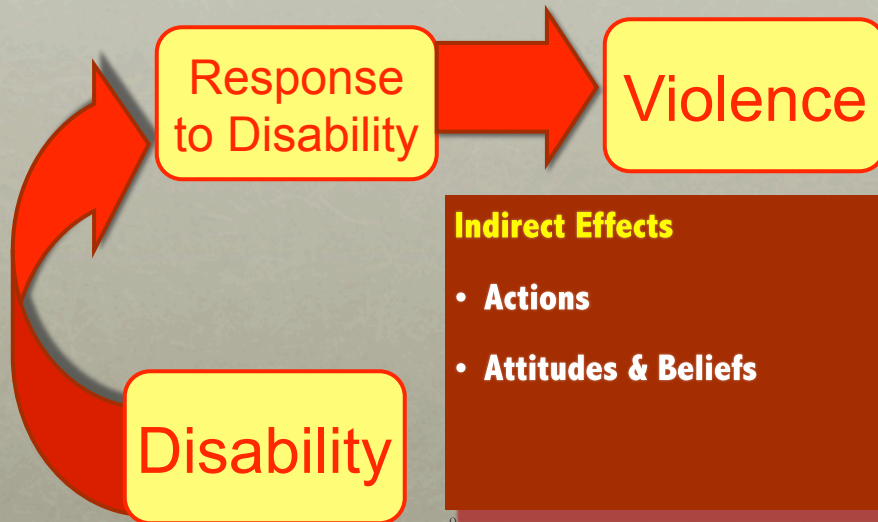 Response
to Disability
Violence
Indirect Effects
• Actions
• Attitudes & Beliefs
Disability